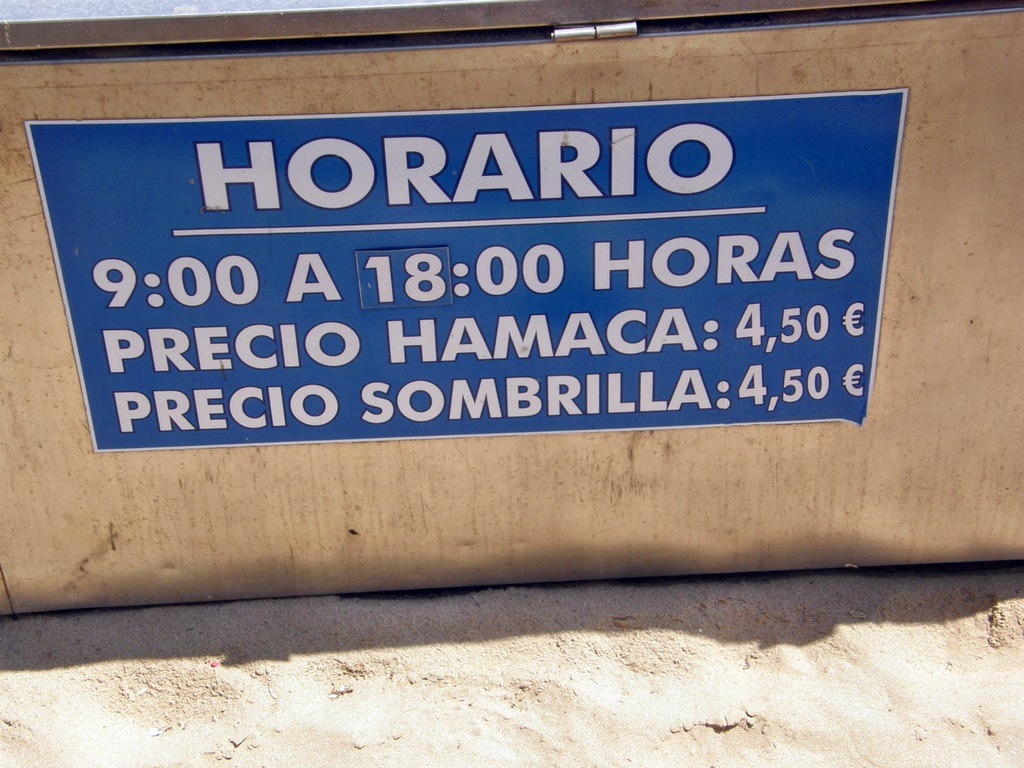 HORARIO
9:00 A 18:00 HORAS
PRECIO HAMACA: 4,50 €
PRECIO SOMBRILLA: 4,50 €